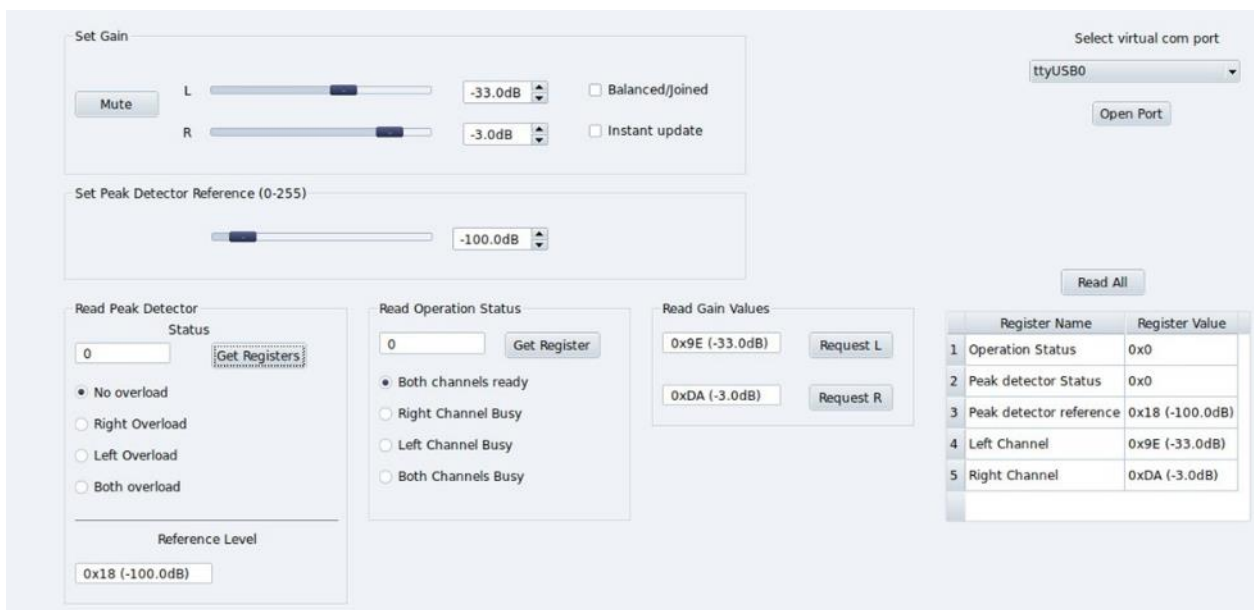 Set Gain
Mute
L
-33.0dB
Balanced/Joined
R
-3.0dB
Instant update
Select virtual com port
ttyUSB0
Open Port
Set Peak Detector Reference (0-255)
-100.0dB
Read Peak Detector
Status
0
Get Registers
No overload
Right Overload
Left Overload
Both overload
Reference Level
0x18 (-100.0dB)
Read Operation Status
0
Get Register
Both channels ready
Right Channel Busy
Left Channel Busy
Both Channels Busy
Read Gain Values
0x9E (-33.0dB)
Request L
0xDA (-3.0dB)
Request R
Read All
Register Name Register Value
1 Operation Status 0x0
2 Peak detector Status 0x0
3 Peak detector reference 0x18 (-100.0dB)
4 Left Channel 0x9E (-33.0dB)
5 Right Channel 0xDA (-3.0dB)